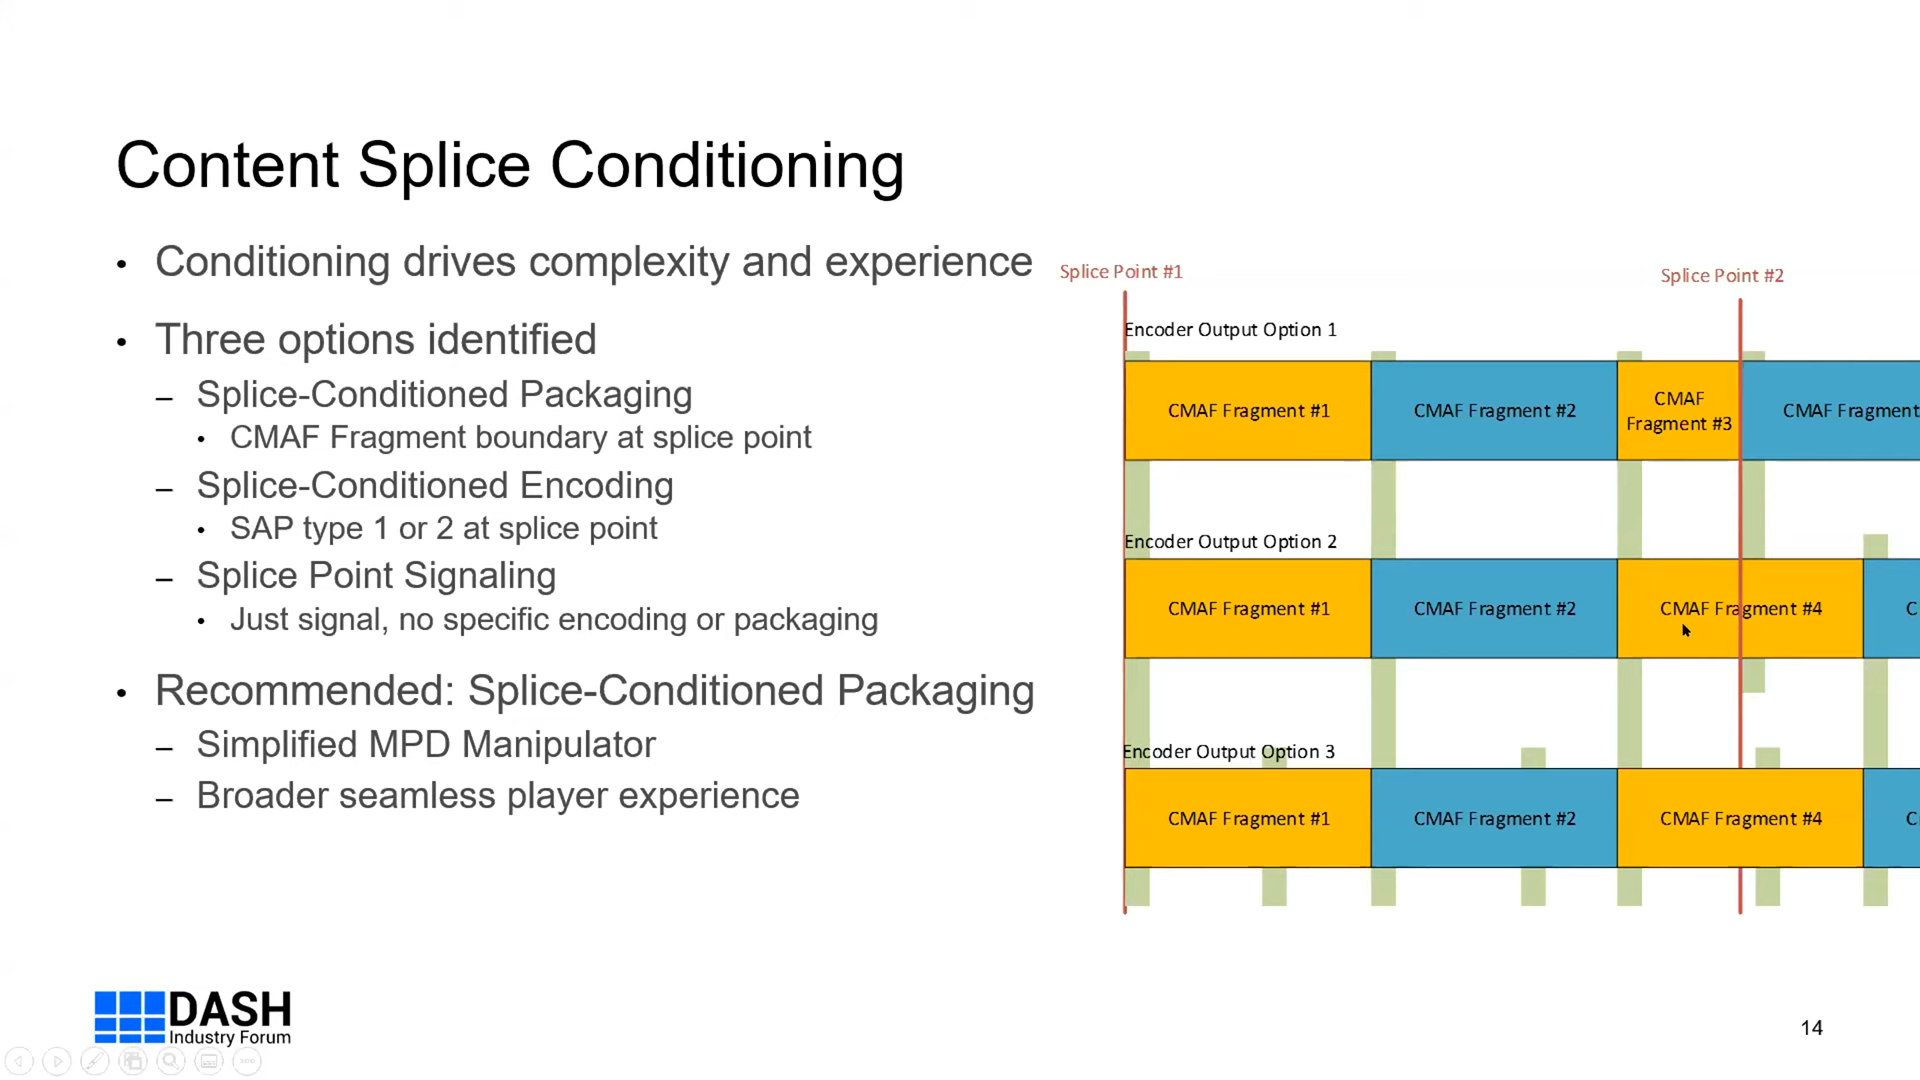 Content Splice Conditioning
• Conditioning drives complexity and experience
• Three options identified
– Splice-Conditioned Packaging
• CMAF Fragment boundary at splice point
– Splice-Conditioned Encoding
• SAP type 1 or 2 at splice point
– Splice Point Signaling
• Just signal, no specific encoding or packaging
• Recommended: Splice-Conditioned Packaging
– Simplified MPD Manipulator
– Broader seamless player experience
Splice Point #1
Splice Point #2
Encoder Output Option 1
CMAF Fragment #1
CMAF Fragment #2
CMAF
Fragment #3
CMAF Fragment
Encoder Output Option 2
CMAF Fragment #1
CMAF Fragment #2
CMAF Fragment #4
C
Encoder Output Option 3
CMAF Fragment #1
CMAF Fragment #2
CMAF Fragment #4
C
DASH
Industry Forum
14